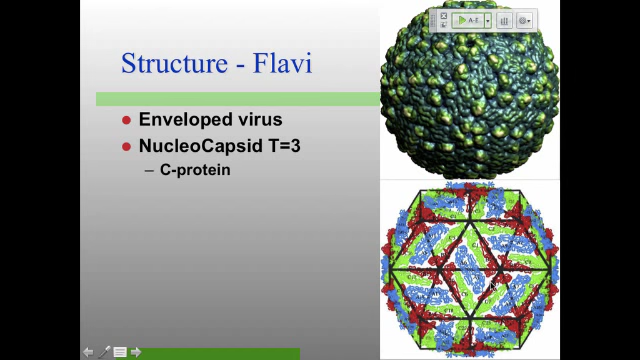 Structure - Flavi
Enveloped virus
NucleoCapsid T=3
– C-protein